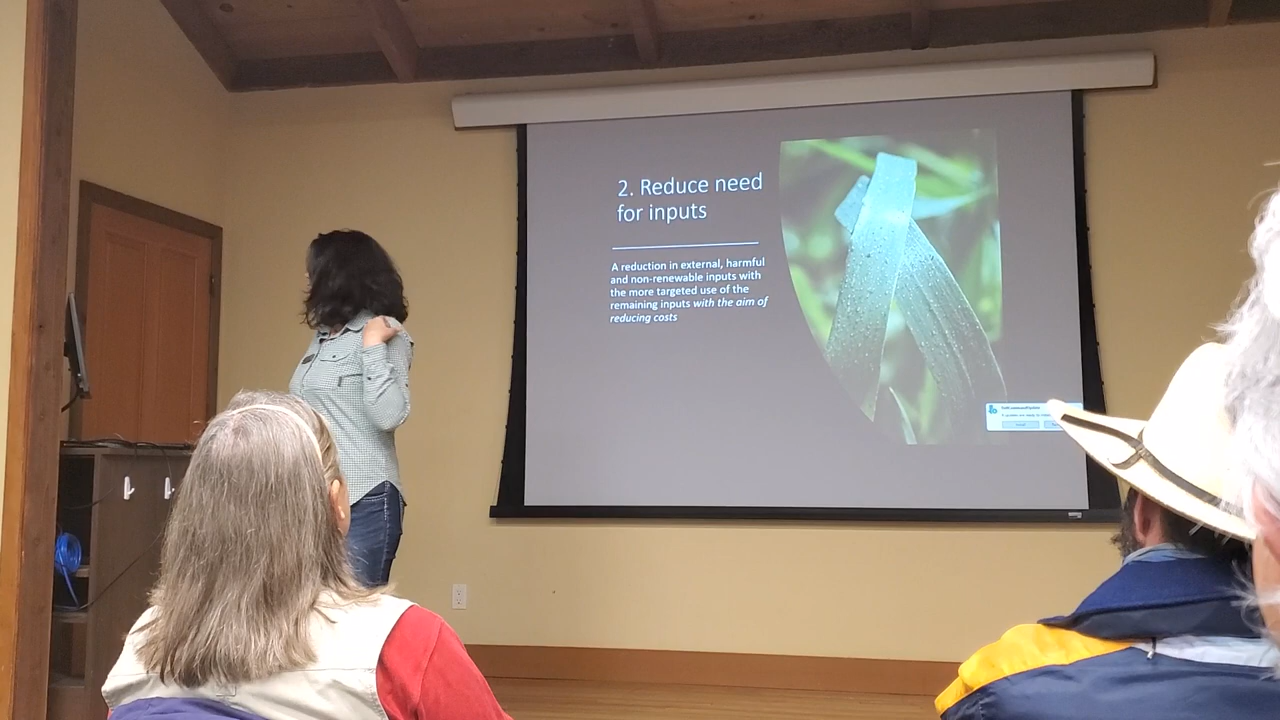 2. Reduce need
for inputs
A reduction in external, harmful
and non-renewable inputs with
the more targeted use of the
remaining inputs with the aim of
reducing costs